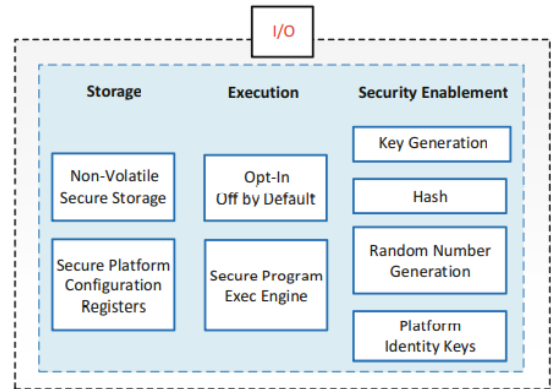 I/O
Storage
Execution
Security Enablement
Non-Volatile
Secure Storage
Secure Platform
Configuration
Registers
Opt-In
Off by Default
Secure Program
Exec Engine
Key Generation
Hash
Random Number
Generation
Platform
Identity Keys